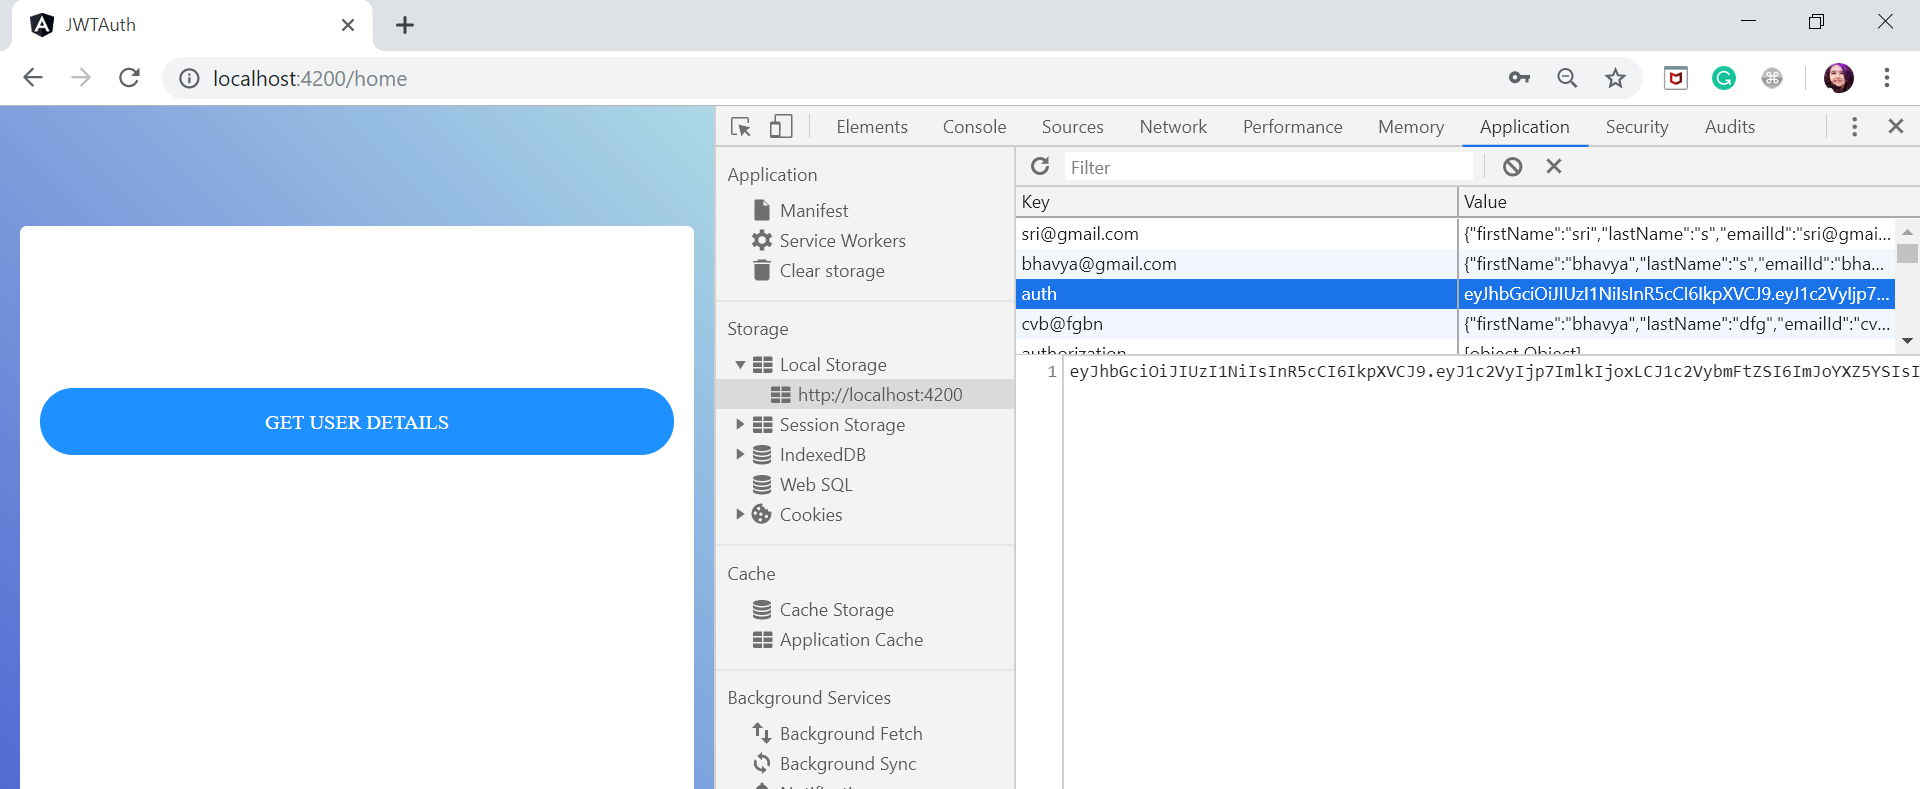 JWTAuth
localhost:4200/home
Elements Console Sources Network Performance Memory Application Security Audits
GET USER DETAILS
Application
Manifest
Service Workers
Clear storage
Storage
Local Storage
http://localhost:4200
Session Storage
IndexedDB
Web SQL
Cookies
Cache
Cache Storage
Application Cache
Background Services
Background Fetch
Background Sync
Filter
Key Value
sri@gmail.com {"firstName":"sri","lastName":"s","emailId":"sri@gmai...
bhavya@gmail.com {"firstName":"bhavya","lastName":"s","emailId":"bha...
auth eyJhbGciOiJIUzI1NiIsInR5cCI6IkpXVCJ9.eyJ1c2VyIjp7...
cvb@fgbn {"firstName":"bhavya","lastName":"dfg","emailId":"cv...
authorization [object Object]
1 eyJhbGciOiJIUzI1NiIsInR5cCI6IkpXVCJ9.eyJ1c2VyIjp7ImlkIjoxLCJ1c2VybmFtZSI6ImJoYXZ5YSIsI